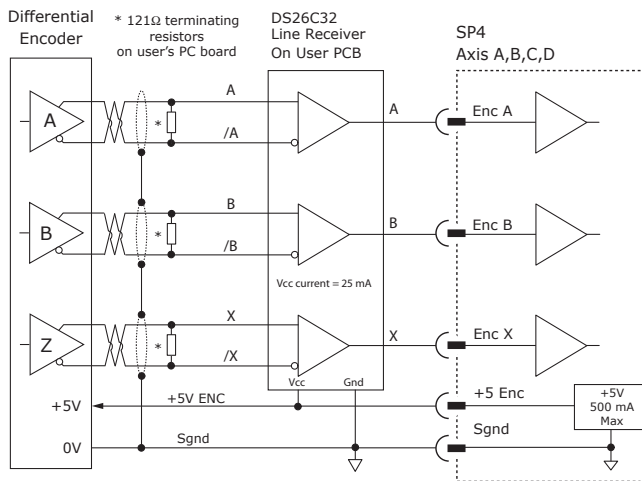 Differential
Encoder
* 121Ω terminating
resistors
on user's PC board
DS26C32
Line Receiver
On User PCB
SP4
Axis A,B,C,D
A
*
A
/A
A
Enc A
B
*
B
/B
B
Enc B
Vcc current = 25 mA
Z
*
X
/X
X
Enc X
Vcc
Gnd
+5V
+5V ENC
+5 Enc
+5V
500 mA
Max
0V
Sgnd
Sgnd